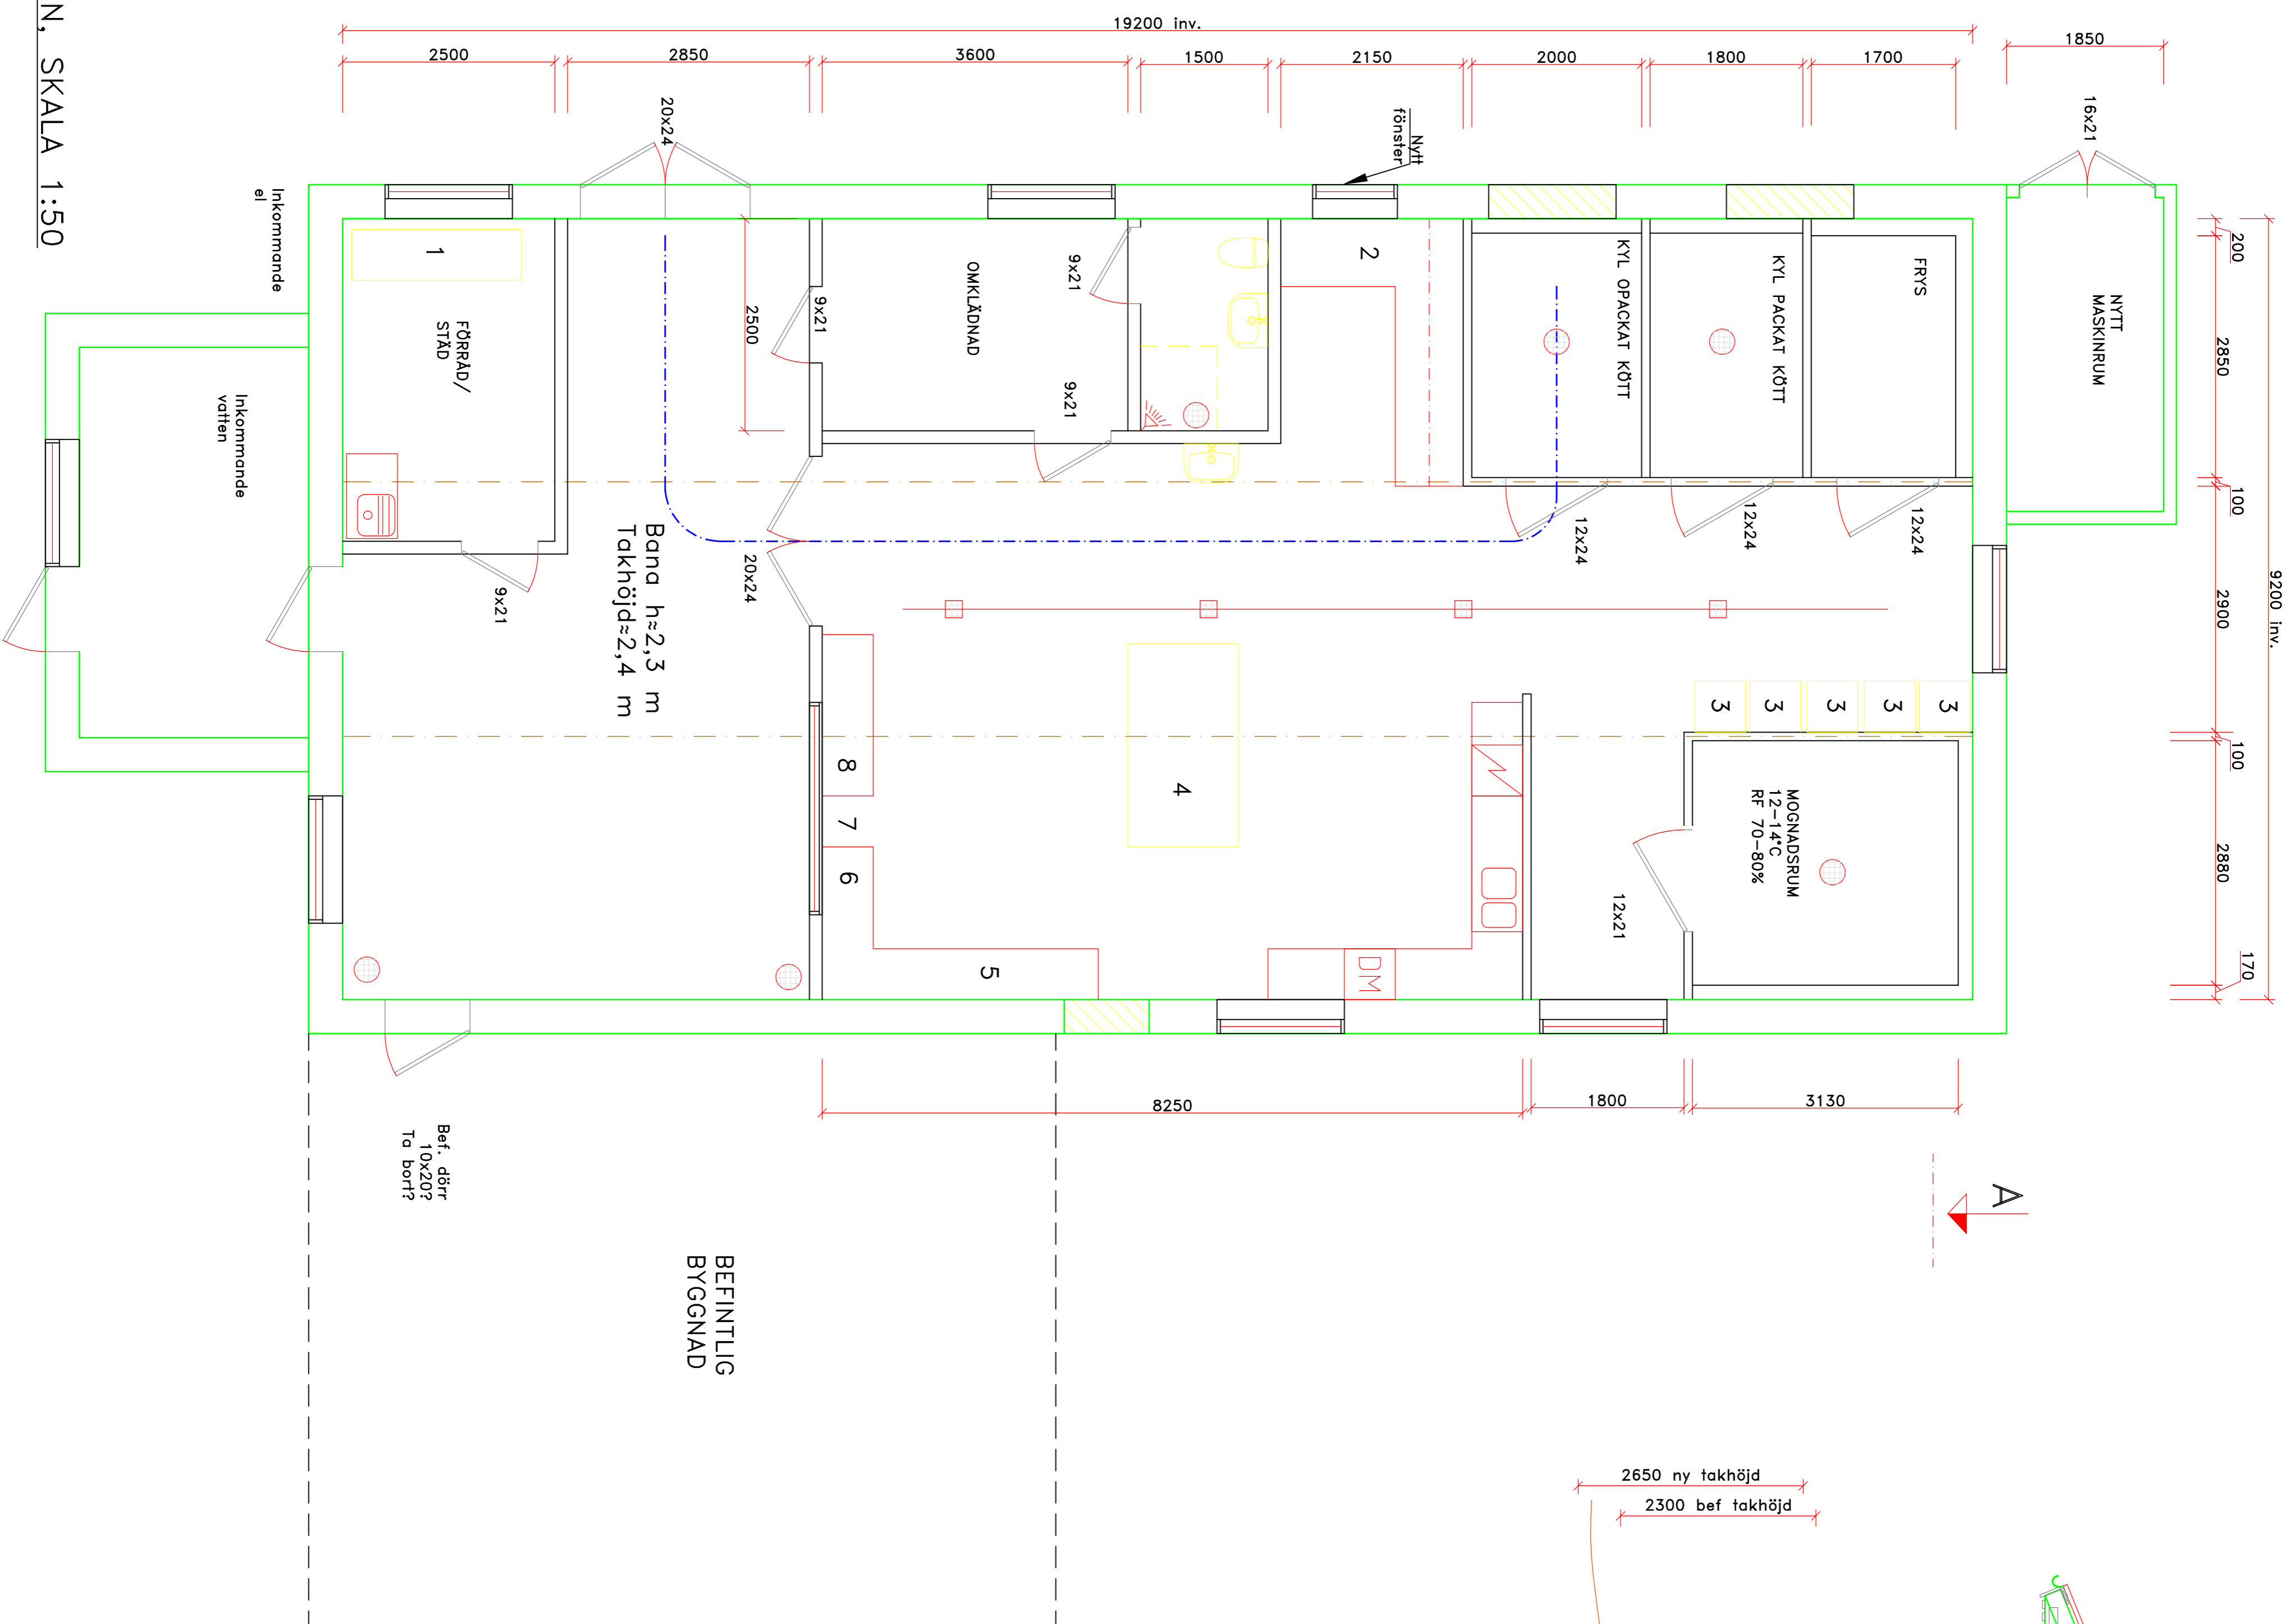 N, SKALA 1:50
19200 inv.
2500
2850
3600
1500
2150
2000
1800
1700
1850
20x24
Nytt
fönster
16x21
Inkommande
el
1
FÖRRÅD/
STÄD
2500
9x21
OMKLÄDNAD
9x21
9x21
2
KYL OPACKAT KÖTT
KYL PACKAT KÖTT
FRYS
NYTT
MASKINRUM
200
2850
100
2900
100
2880
170
9200 inv.
Inkommande
vatten
9x21
Bana h≈2,3 m
Takhöjd≈2,4 m
20x24
12x24
12x24
12x24
3
3
3
3
3
4
8
7
6
5
DM
MOGNADSRUM
12-14°C
RF 70-80%
12x21
8250
1800
3130
Bef. dörr
10x20?
Ta bort?
A
BEFINTLIG
BYGGNAD
2650 ny takhöjd
2300 bef takhöjd